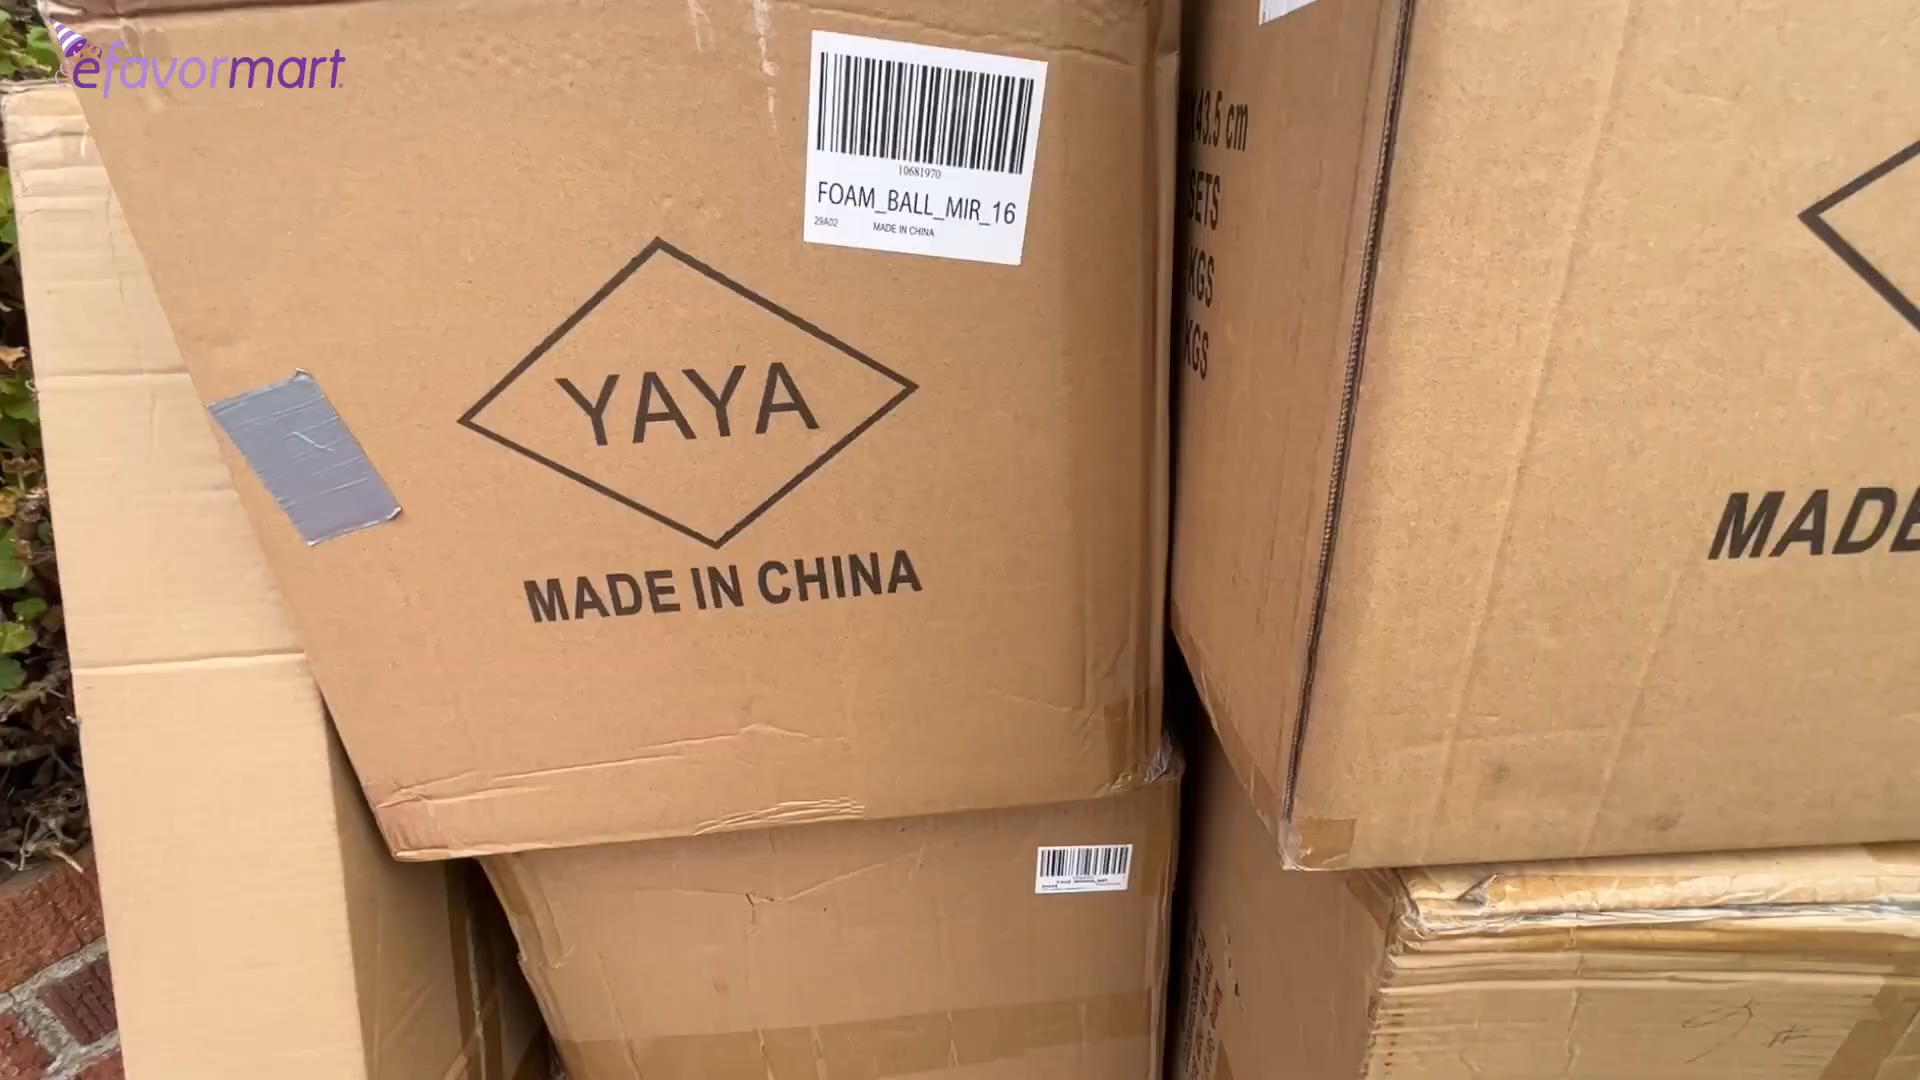 efavormart
10681970
FOAM_BALL_MIR_16
29A02 MADE IN CHINA
YAYA
MADE IN CHINA
43.5 cm
SETS
KGS
KGS
MADE